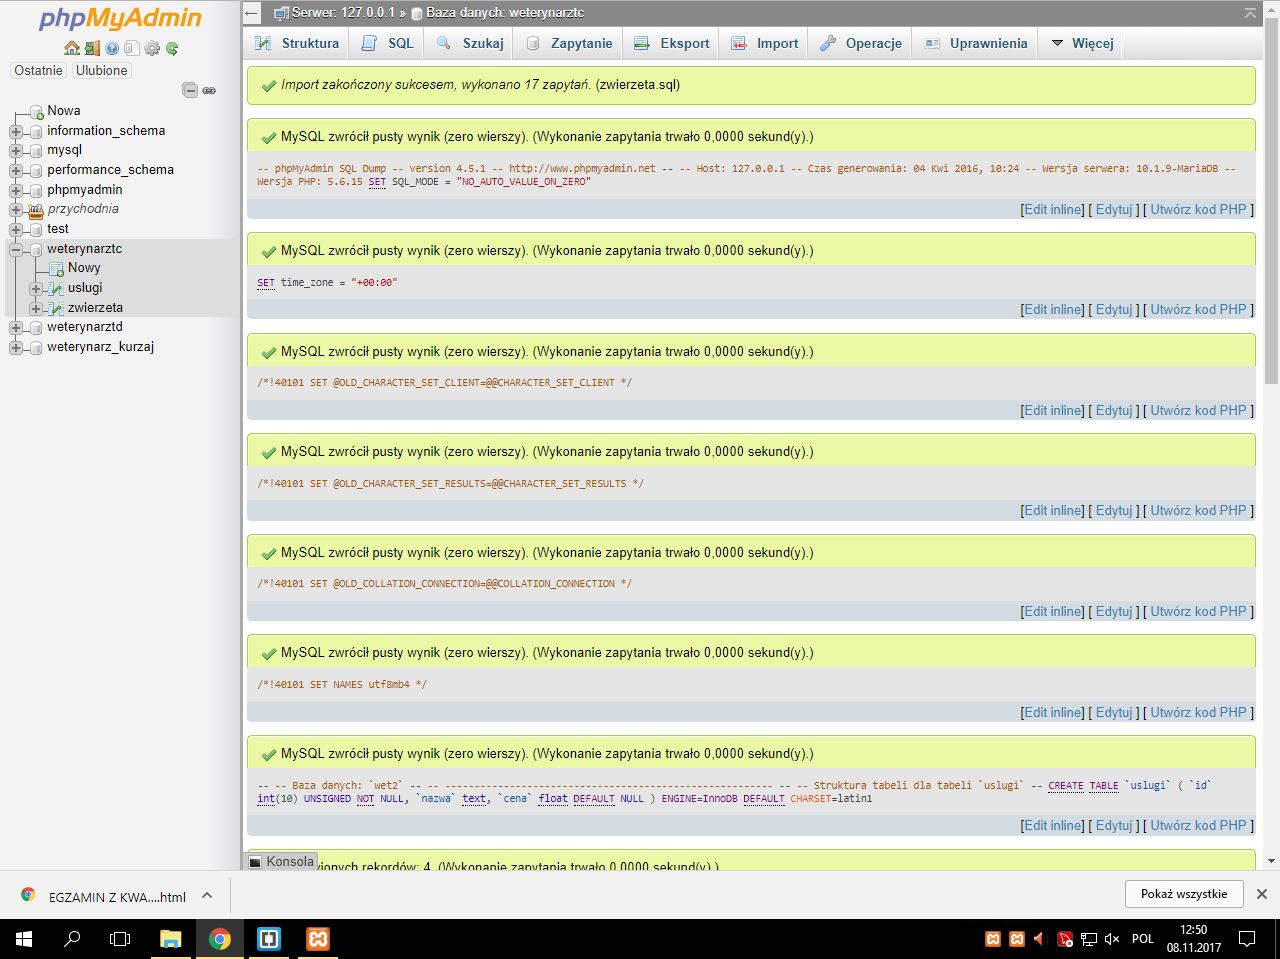 phpMyAdmin
Ostatnie Ulubione
Nowa
information_schema
mysql
performance_schema
phpmyadmin
przychodnia
test
weterynarztc
Nowy
uslugi
zwierzeta
weterynarztd
weterynarz_kurzaj
Serwer: 127.0.0.1 » Baza danych: weterynarztc
Struktura SQL Szukaj Zapytanie Eksport Import Operacje Uprawnienia Więcej
Import zakończony sukcesem, wykonano 17 zapytań. (zwierzeta.sql)
MySQL zwrócił pusty wynik (zero wierszy). (Wykonanie zapytania trwało 0,0000 sekund(y).)
-- phpMyAdmin SQL Dump -- version 4.5.1 -- http://www.phpmyadmin.net -- -- Host: 127.0.0.1 -- Czas generowania: 04 Kwi 2016, 10:24 -- Wersja serwera: 10.1.9-MariaDB --
Wersja PHP: 5.6.15 SET SQL_MODE = "NO_AUTO_VALUE_ON_ZERO"
[Edit inline] [ Edytuj ] [ Utwórz kod PHP ]
MySQL zwrócił pusty wynik (zero wierszy). (Wykonanie zapytania trwało 0,0000 sekund(y).)
SET time_zone = "+00:00"
[Edit inline] [ Edytuj ] [ Utwórz kod PHP ]
MySQL zwrócił pusty wynik (zero wierszy). (Wykonanie zapytania trwało 0,0000 sekund(y).)
/*!40101 SET @OLD_CHARACTER_SET_CLIENT=@@CHARACTER_SET_CLIENT */
[Edit inline] [ Edytuj ] [ Utwórz kod PHP ]
MySQL zwrócił pusty wynik (zero wierszy). (Wykonanie zapytania trwało 0,0000 sekund(y).)
/*!40101 SET @OLD_CHARACTER_SET_RESULTS=@@CHARACTER_SET_RESULTS */
[Edit inline] [ Edytuj ] [ Utwórz kod PHP ]
MySQL zwrócił pusty wynik (zero wierszy). (Wykonanie zapytania trwało 0,0000 sekund(y).)
/*!40101 SET @OLD_COLLATION_CONNECTION=@@COLLATION_CONNECTION */
[Edit inline] [ Edytuj ] [ Utwórz kod PHP ]
MySQL zwrócił pusty wynik (zero wierszy). (Wykonanie zapytania trwało 0,0000 sekund(y).)
/*!40101 SET NAMES utf8mb4 */
[Edit inline] [ Edytuj ] [ Utwórz kod PHP ]
MySQL zwrócił pusty wynik (zero wierszy). (Wykonanie zapytania trwało 0,0000 sekund(y).)
-- -- Baza danych: `wet2` -- -- -------------------------------------------------------- -- -- Struktura tabeli dla tabeli `uslugi` -- CREATE TABLE `uslugi` ( `id`
int(10) UNSIGNED NOT NULL, `nazwa` text, `cena` float DEFAULT NULL ) ENGINE=InnoDB DEFAULT CHARSET=latin1
[Edit inline] [ Edytuj ] [ Utwórz kod PHP ]
Konsola
rekordów: 4. (Wykonanie zapytania trwało 0,0000 sekund(y).)
EGZAMIN Z KWA....html
Pokaż wszystkie
POL
12:50
08.11.2017